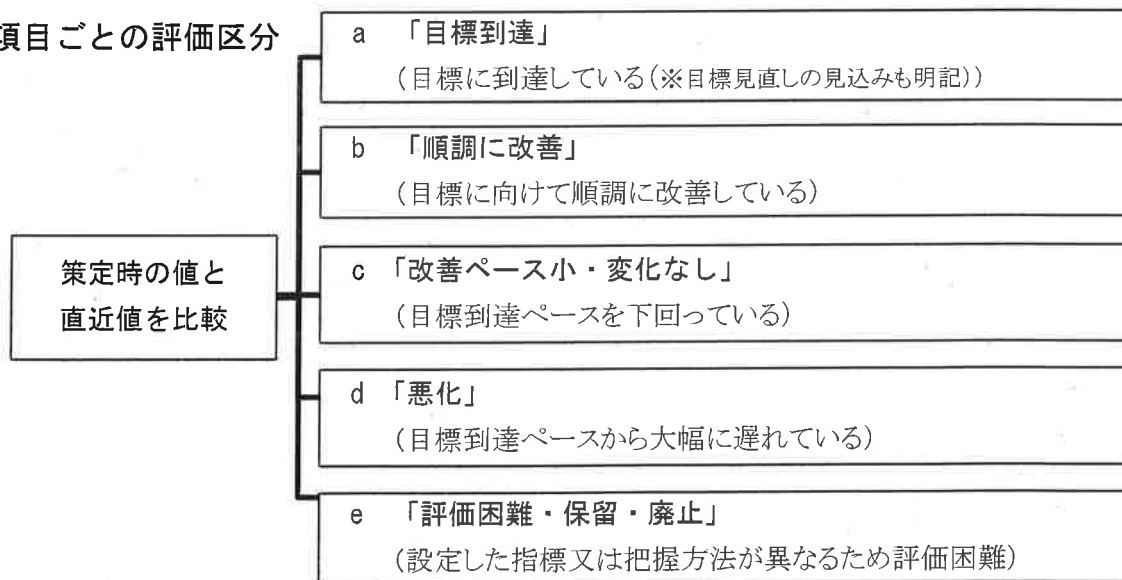 項目ごとの評価区分
a 「目標到達」
(目標に到達している(※目標見直しの見込みも明記))
b 「順調に改善」
(目標に向けて順調に改善している)
策定時の値と
直近値を比較
c 「改善ペース小・変化なし」
(目標到達ペースを下回っている)
d 「悪化」
(目標到達ペースから大幅に遅れている)
e 「評価困難・保留・廃止」
(設定した指標又は把握方法が異なるため評価困難)